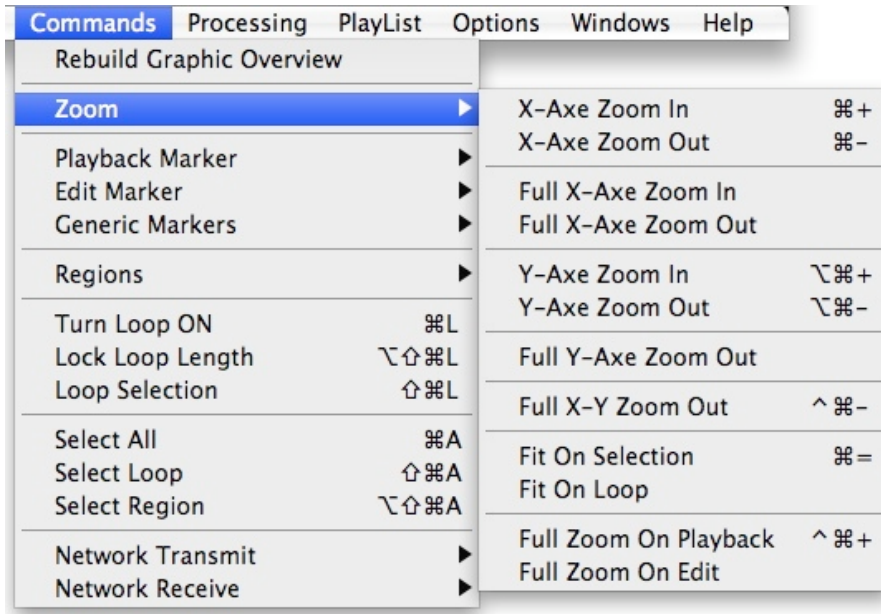 Commands Processing PlayList Options Windows Help
Rebuild Graphic Overview
Zoom
Playback Marker
Edit Marker
Generic Markers
Regions
Turn Loop ON ⌘L
Lock Loop Length ⌥⇧⌘L
Loop Selection ⇧⌘L
Select All ⌘A
Select Loop ⇧⌘A
Select Region ⌥⇧⌘A
Network Transmit
Network Receive
X-Axe Zoom In ⌘+
X-Axe Zoom Out ⌘-
Full X-Axe Zoom In
Full X-Axe Zoom Out
Y-Axe Zoom In ⌥⌘+
Y-Axe Zoom Out ⌥⌘-
Full Y-Axe Zoom Out
Full X-Y Zoom Out ^⌘-
Fit On Selection ⌘=
Fit On Loop
Full Zoom On Playback ^⌘+
Full Zoom On Edit